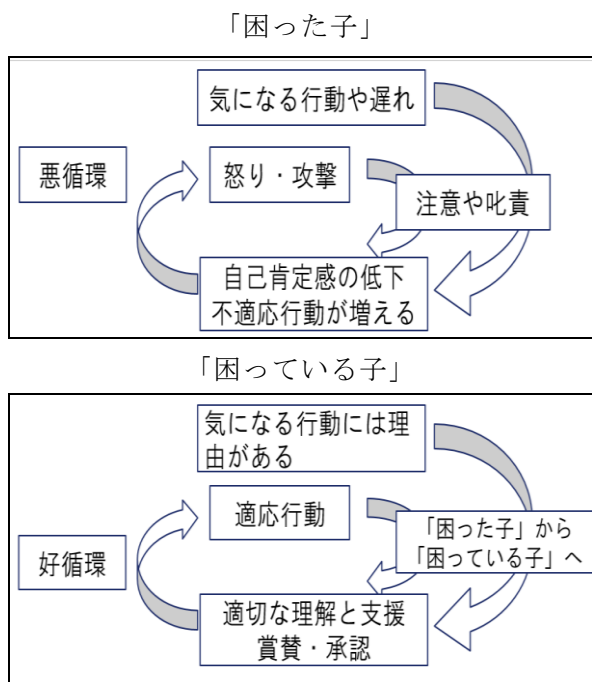 「困った子」
気になる行動や遅れ
悪循環
怒り・攻撃
注意や叱責
自己肯定感の低下
不適応行動が増える
「困っている子」
気になる行動には理
由がある
適応行動
好循環
「困った子」から
「困っている子」へ
適切な理解と支援
賞賛・承認